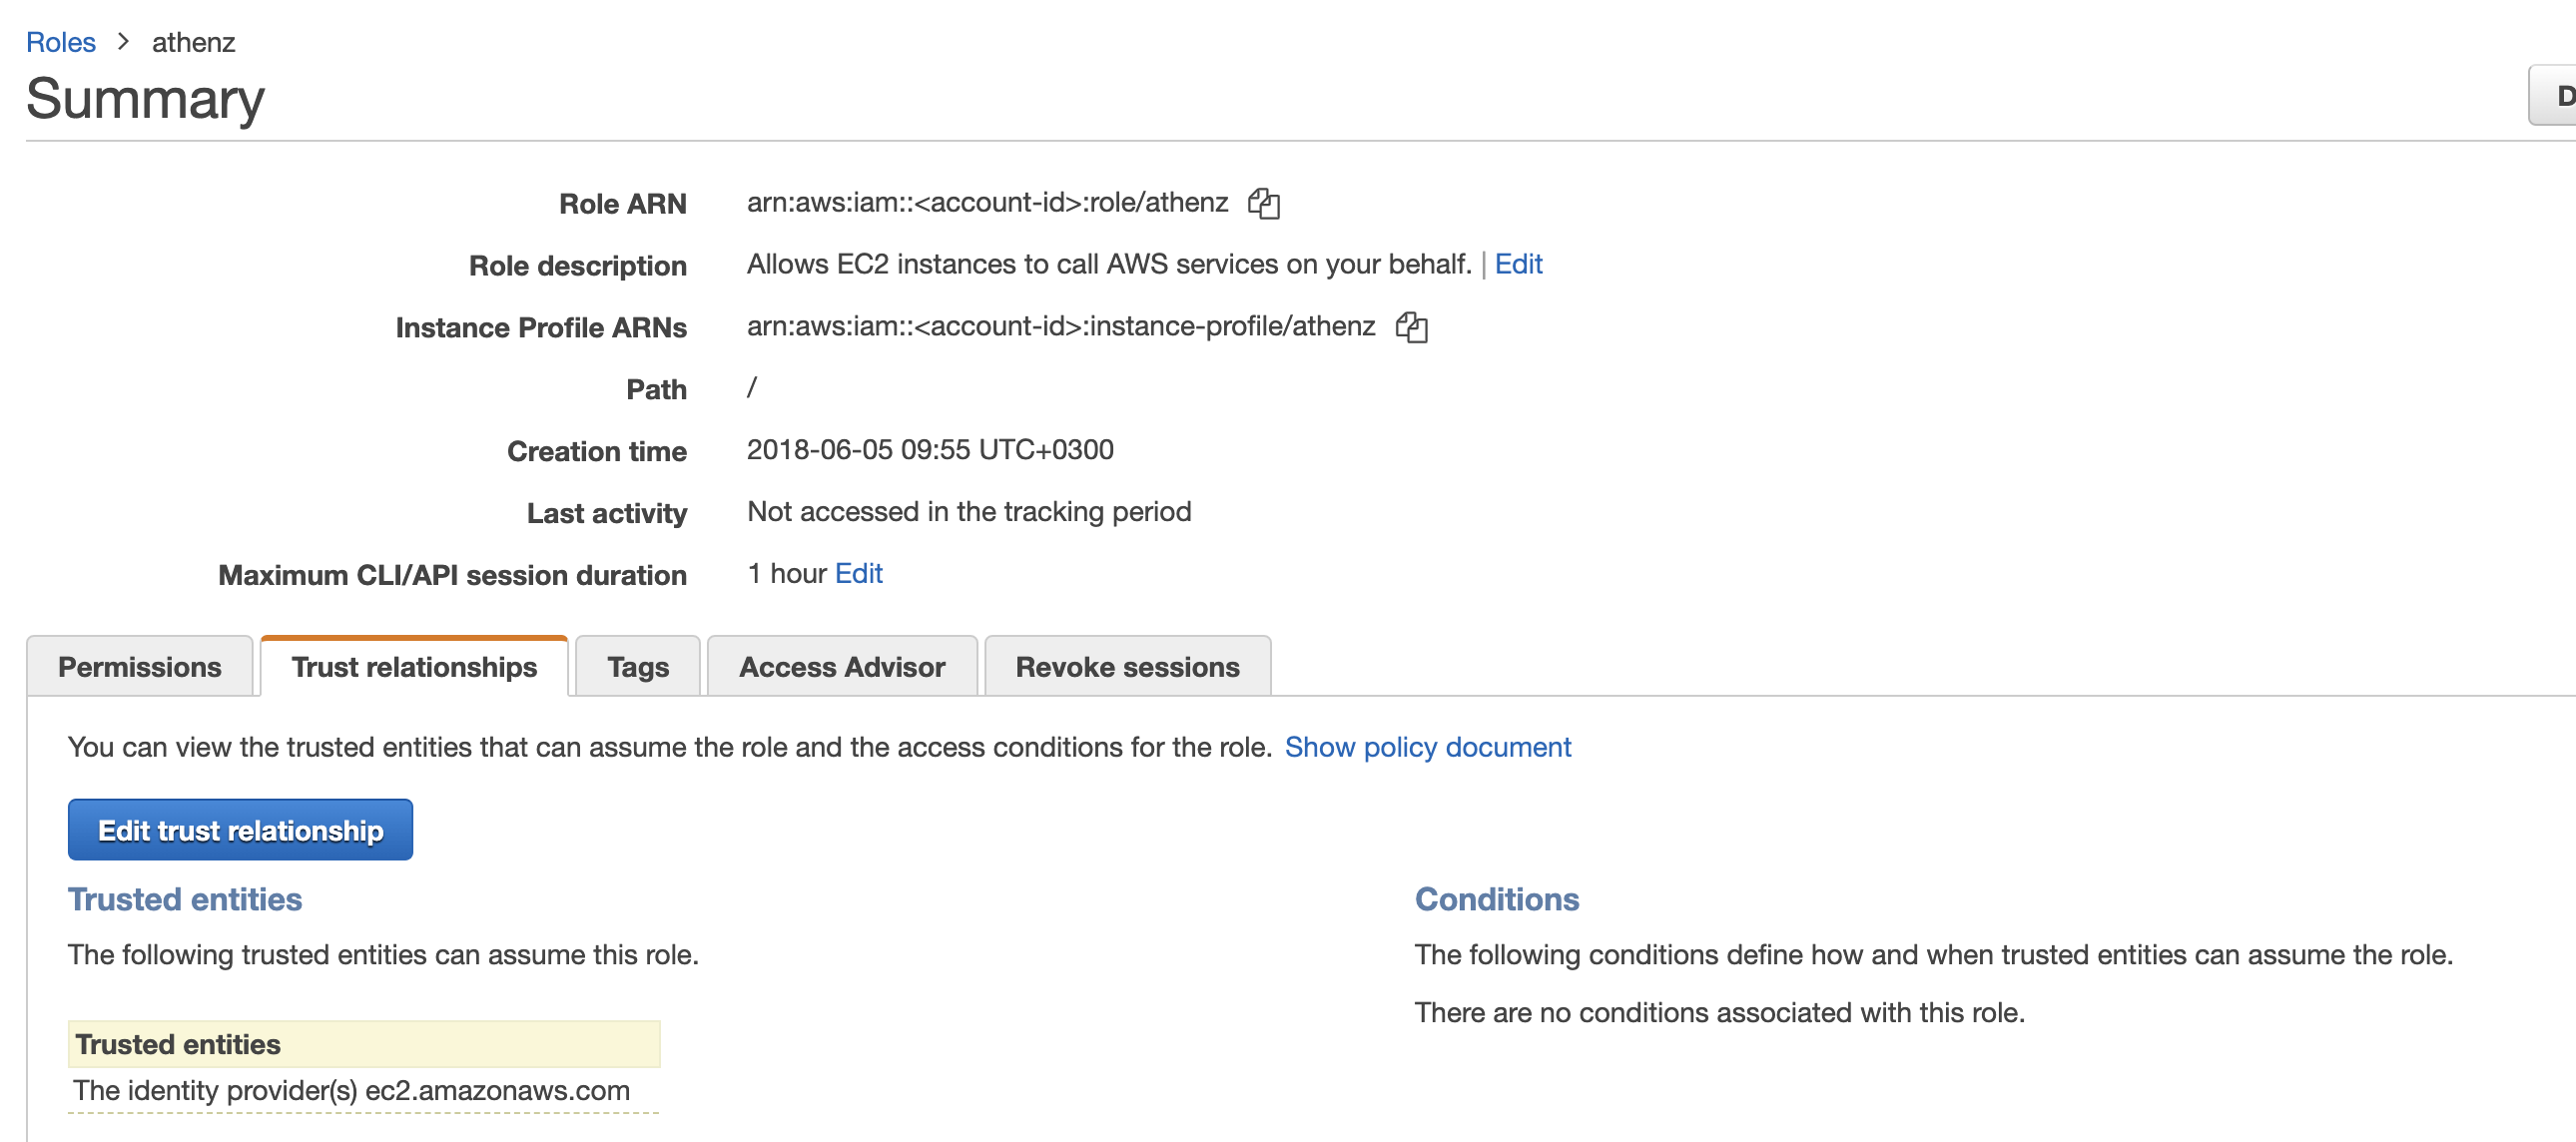 Roles > athenz
Summary
D
Role ARN arn:aws:iam::<account-id>:role/athenz
Role description Allows EC2 instances to call AWS services on your behalf. | Edit
Instance Profile ARNs arn:aws:iam::<account-id>:instance-profile/athenz
Path /
Creation time 2018-06-05 09:55 UTC+0300
Last activity Not accessed in the tracking period
Maximum CLI/API session duration 1 hour Edit
Permissions Trust relationships Tags Access Advisor Revoke sessions
You can view the trusted entities that can assume the role and the access conditions for the role. Show policy document
Edit trust relationship
Trusted entities
The following trusted entities can assume this role.
Trusted entities
The identity provider(s) ec2.amazonaws.com
Conditions
The following conditions define how and when trusted entities can assume the role.
There are no conditions associated with this role.